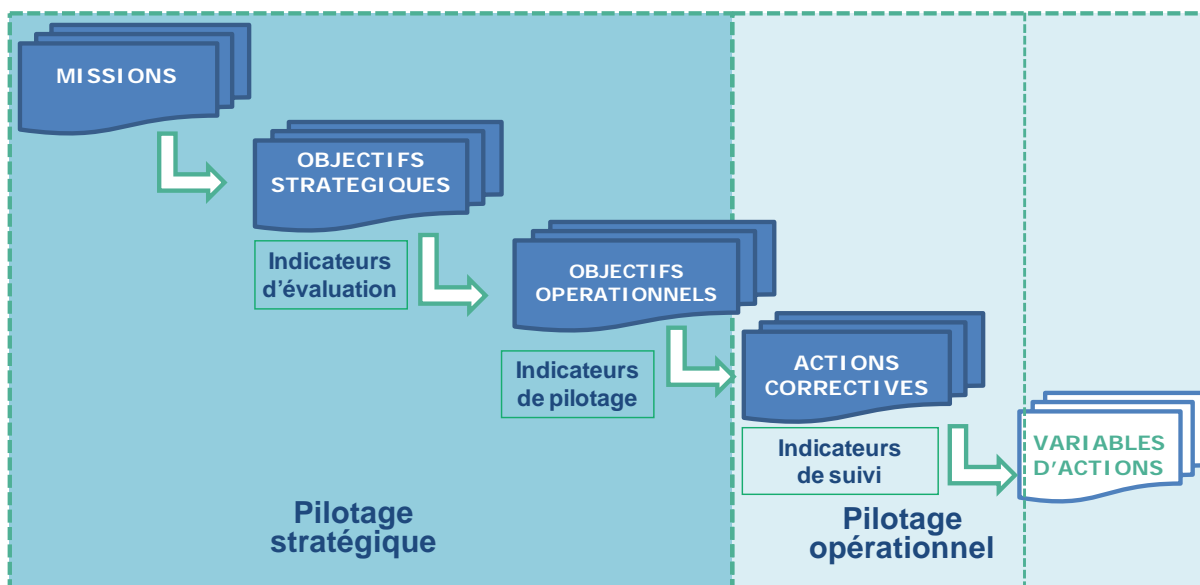 MISSIONS
OBJECTIFS
STRATEGIQUES
Indicateurs
d’évaluation
OBJECTIFS
OPERATIONNELS
Indicateurs
de pilotage
ACTIONS
CORRECTIVES
Indicateurs
de suivi
VARIABLES
D’ACTIONS
Pilotage
stratégique
Pilotage
opérationnel